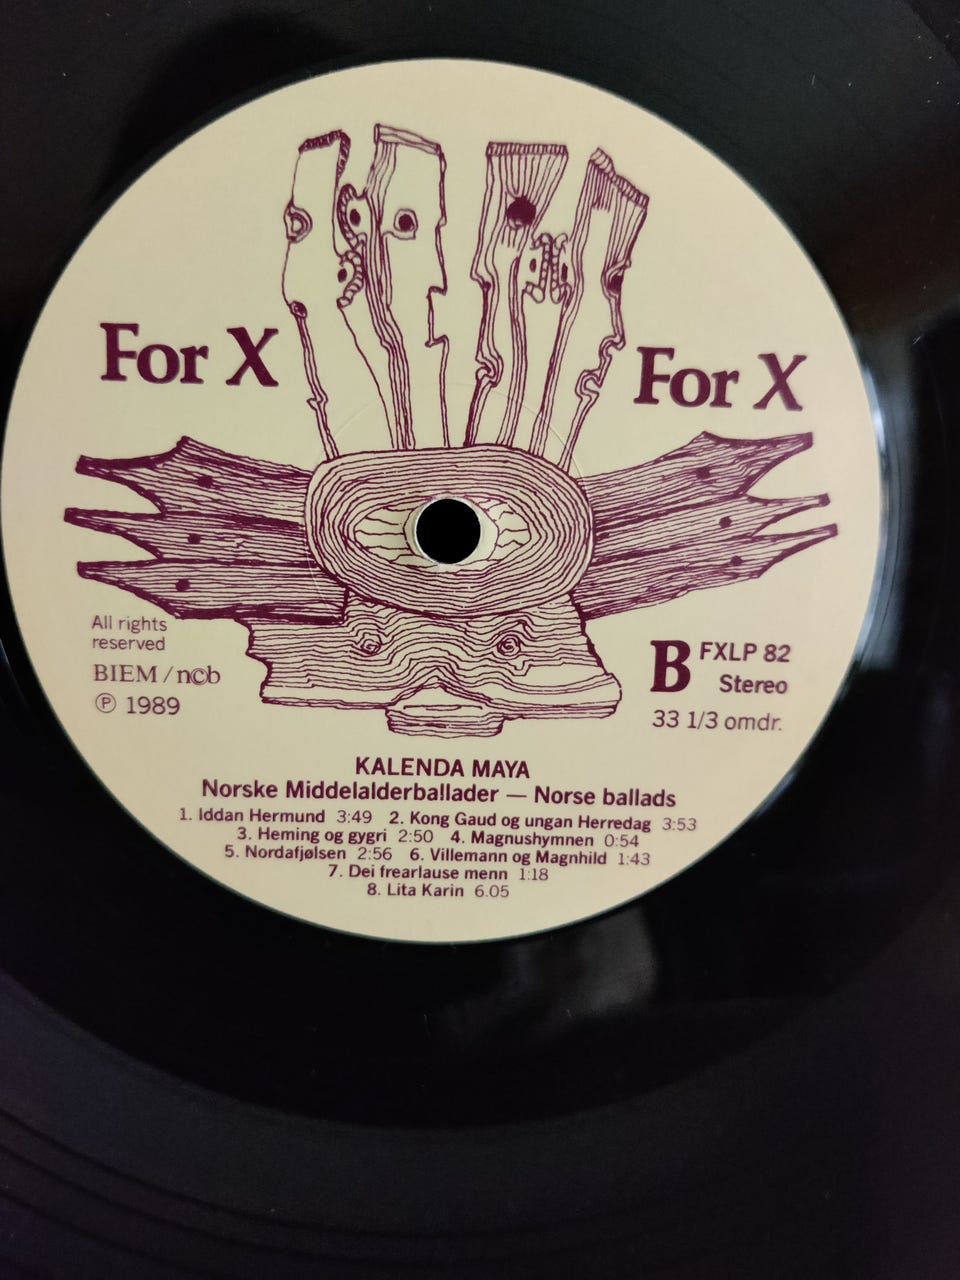 For X
For X
All rights
reserved
BIEM / n©b
℗ 1989
B FXLP 82
Stereo
33 1/3 omdr.
KALENDA MAYA
Norske Middelalderballader — Norse ballads
1. Iddan Hermund 3:49 2. Kong Gaud og ungan Herredag 3:53
3. Heming og gygri 2:50 4. Magnushymnen 0:54
5. Nordafjølsen 2:56 6. Villemann og Magnhild 1:43
7. Dei frearlause menn 1:18
8. Lita Karin 6.05